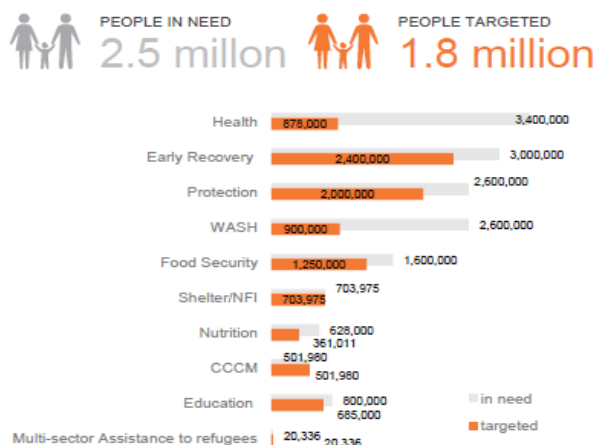 PEOPLE IN NEED
2.5 millon
PEOPLE TARGETED
1.8 million
Health 878,000 3,400,000
Early Recovery 2,400,000 3,000,000
Protection 2,000,000 2,600,000
WASH 900,000 2,600,000
Food Security 1,250,000 1,600,000
Shelter/NFI 703,975 703,975
Nutrition 628,000
361,011
CCCM 501,980
501,980
Education 800,000
685,000
in need
targeted
Multi-sector Assistance to refugees 20,336 20,336